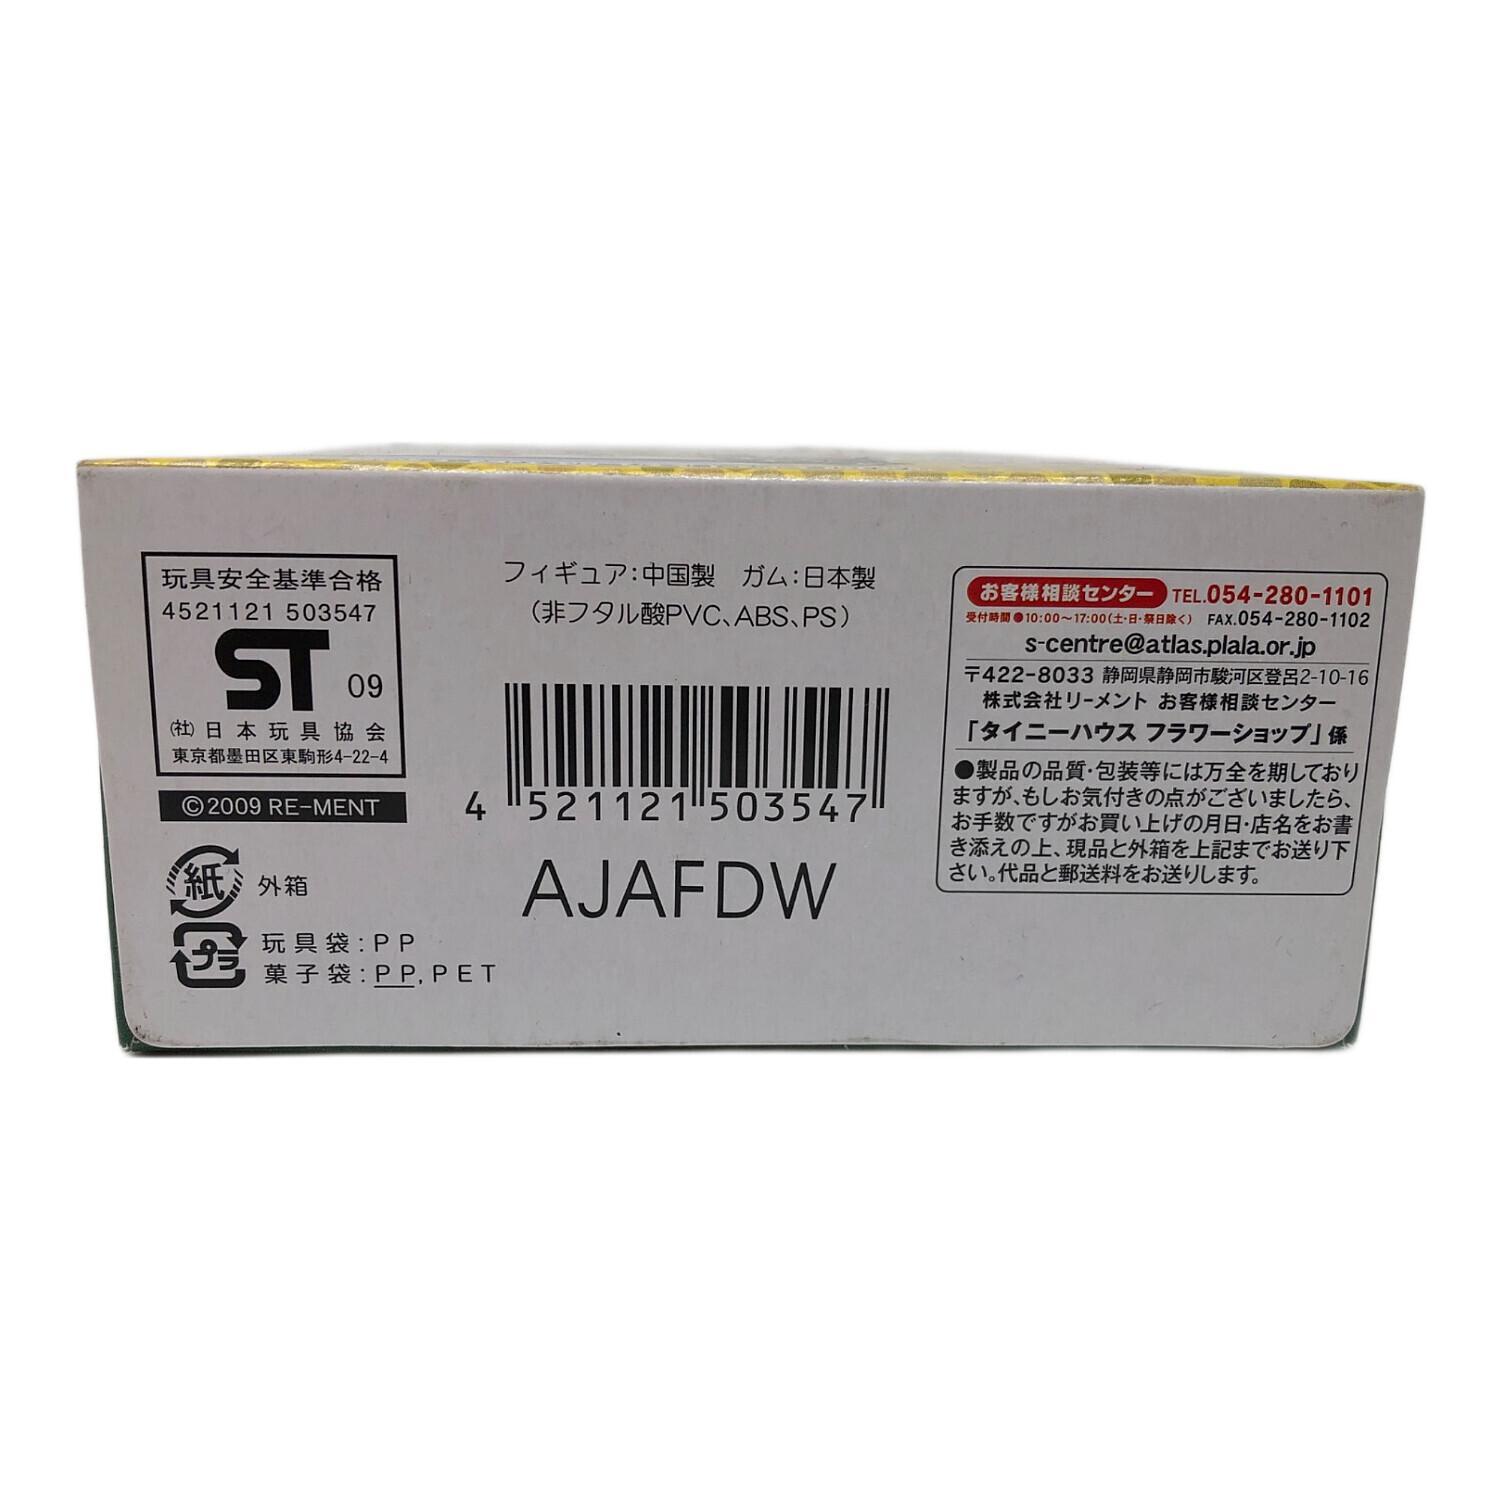 玩具安全基準合格
4521121 503547
ST 09
(社)日本玩具協会
東京都墨田区東駒形4-22-4
©2009 RE-MENT
紙 外箱
プラ 玩具袋:PP
菓子袋:PP,PET
フィギュア:中国製 ガム:日本製
(非フタル酸PVC、ABS、PS)
4 521121 503547
AJAFDW
お客様相談センター TEL.054-280-1101
受付時間●10:00~17:00(土・日・祭日除く) FAX.054-280-1102
s-centre@atlas.plala.or.jp
〒422-8033 静岡県静岡市駿河区登呂2-10-16
株式会社リーメント お客様相談センター
「タイニーハウス フラワーショップ」係
●製品の品質・包装等には万全を期しており
ますが、もしお気付きの点がございましたら、
お手数ですがお買い上げの月日・店名をお書
き添えの上、現品と外箱を上記までお送り下
さい。代品と郵送料をお送りします。